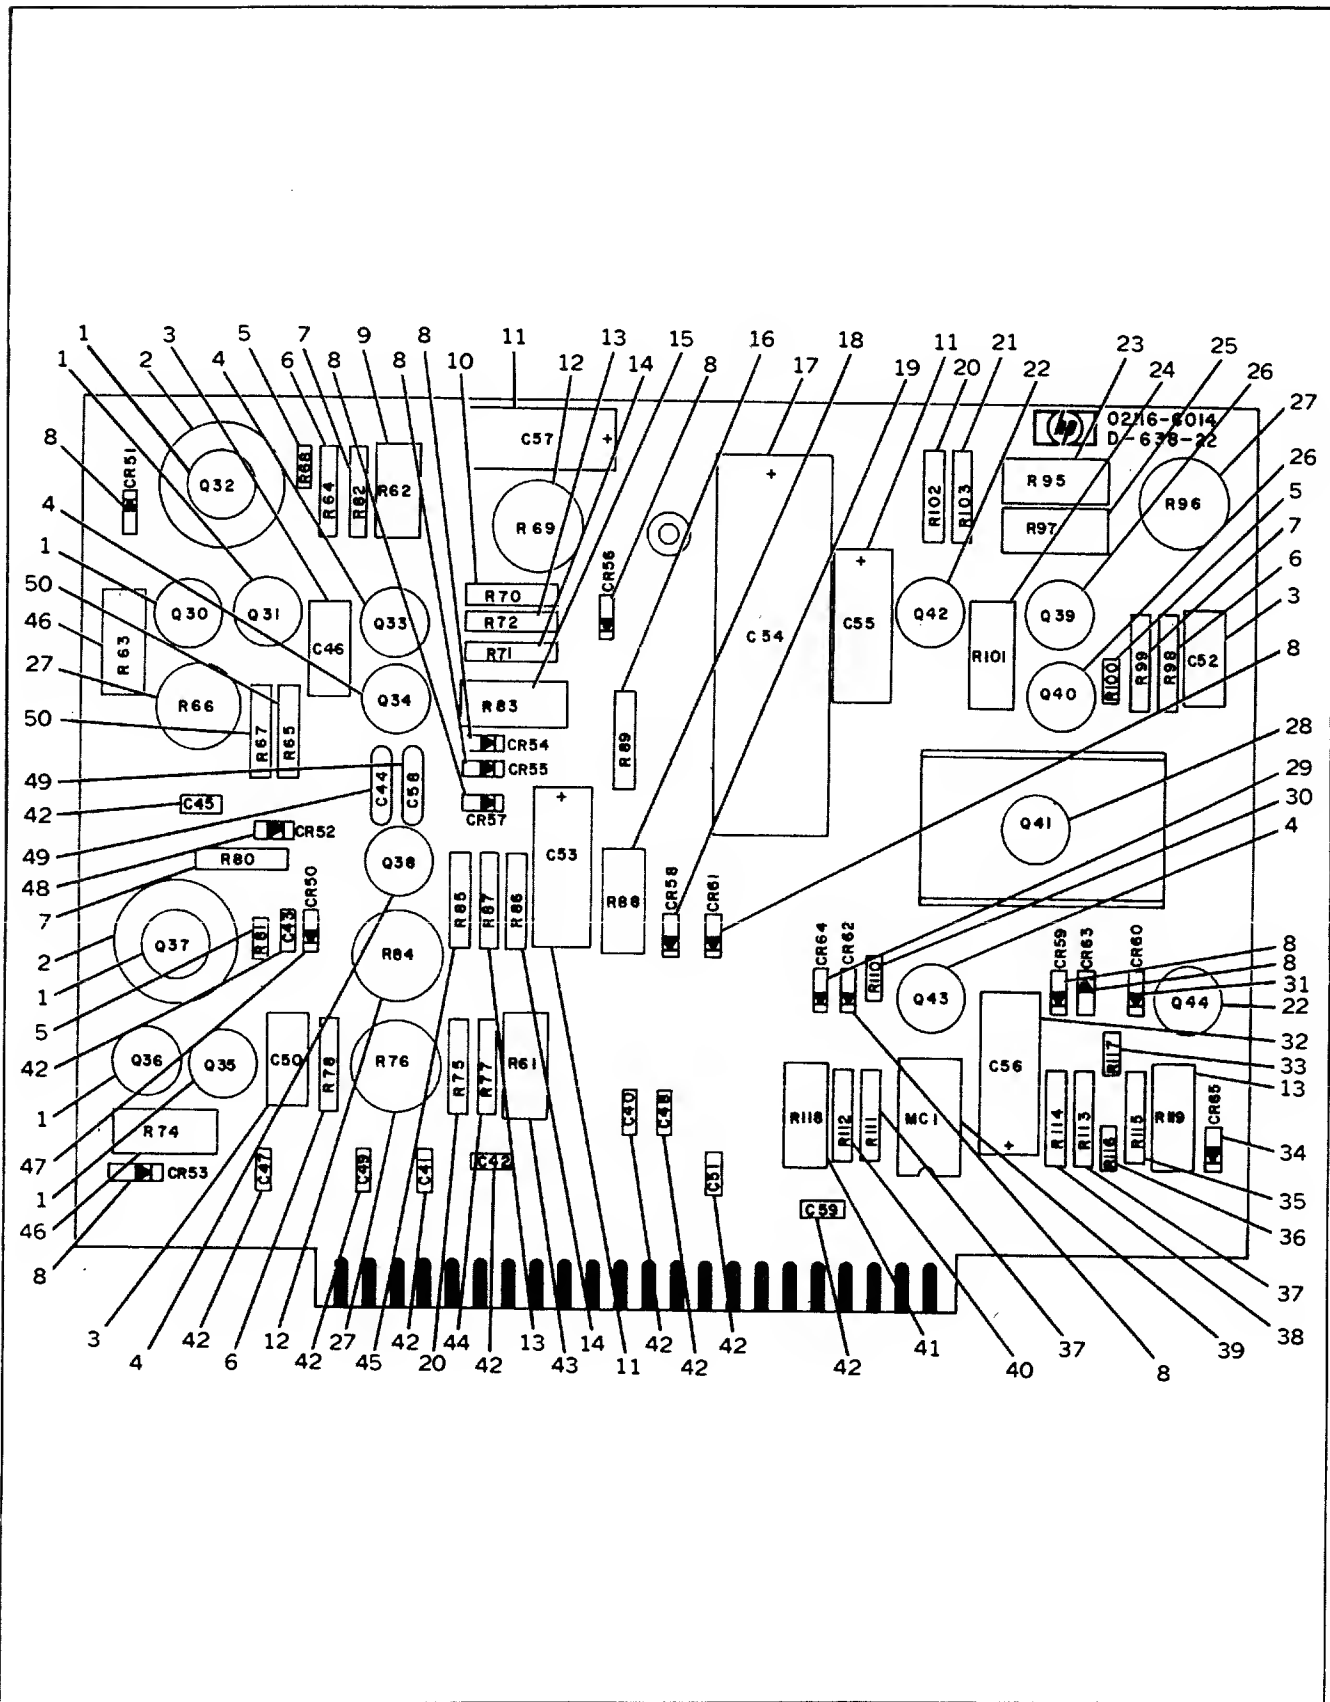 1 3 5 7 9 8 11 13 15 16 18 17 11 20 21 23 25
1 2 4 6 8 8 10 12 14 8 19 22 24 26
27
8
CR51
Q32
R68
R64
R82
R62
C57 +
R69
CR56
+
C54
+
C55
R102
R103
hp 02116-6014
D-638-22
R95
R97
R96
26
4
5
1
7
50
6
46
3
27
8
50
Q30
Q31
R63
C46
Q33
R70
R72
R71
Q42
R101
Q39
R99
R98
C52
R100
Q40
R66
R67
R65
Q34
R83
R89
28
49
29
42
30
49
4
48
7
C45
C44
C58
CR54
CR55
CR57
CR52
R80
Q38
+
C53
R88
CR58
CR61
Q41
2
8
1
8
5
31
42
22
1
32
47
33
1
13
46
34
8
35
36
Q37
R81
C43
CR50
R84
R85
R87
R86
CR64
CR62
R110
Q43
CR59
CR63
CR60
Q44
Q36
Q35
C50
R78
R76
R75
R77
R61
C40
C48
R118
R112
R111
MC1
C56
+
R117
R114
R113
R116
R115
R119
CR65
R74
CR53
C47
C49
C41
C42
C51
C59
37
38
3 42 27 42 44 13 14 42 42 41 37 39
4 6 12 42 45 20 42 43 11 42 42 40 8